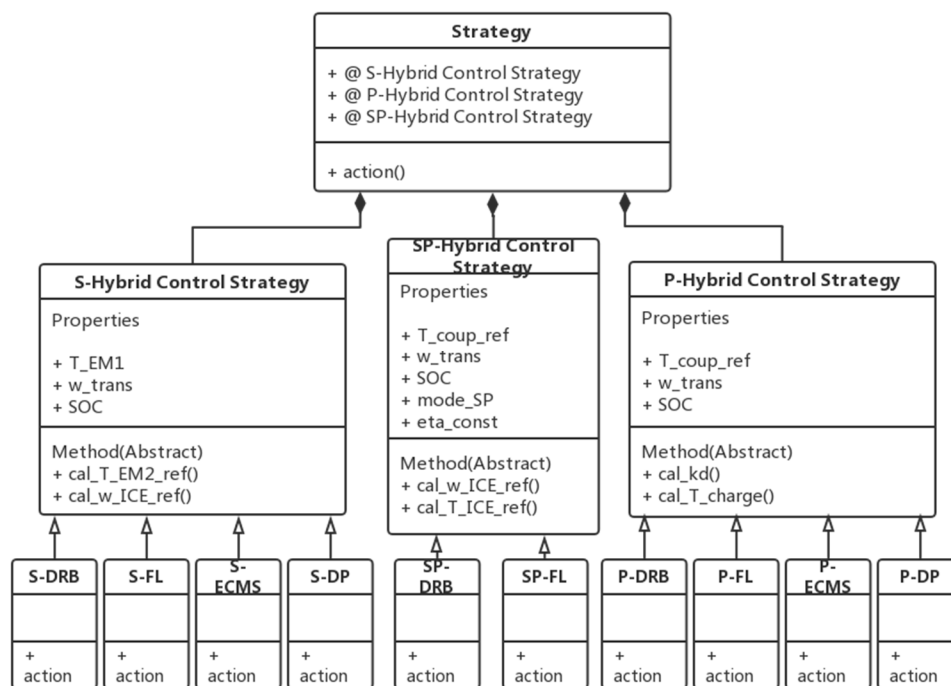 Strategy
+ @ S-Hybrid Control Strategy
+ @ P-Hybrid Control Strategy
+ @ SP-Hybrid Control Strategy
+ action()
S-Hybrid Control Strategy
Properties
+ T_EM1
+ w_trans
+ SOC
Method(Abstract)
+ cal_T_EM2_ref()
+ cal_w_ICE_ref()
SP-Hybrid Control
Strategy
Properties
+ T_coup_ref
+ w_trans
+ SOC
+ mode_SP
+ eta_const
Method(Abstract)
+ cal_w_ICE_ref()
+ cal_T_ICE_ref()
P-Hybrid Control Strategy
Properties
+ T_coup_ref
+ w_trans
+ SOC
Method(Abstract)
+ cal_kd()
+ cal_T_charge()
S-DRB
+
action
S-FL
+
action
S-
ECMS
+
action
S-DP
+
action
SP-
DRB
+
action
SP-FL
+
action
P-DRB
+
action
P-FL
+
action
P-
ECMS
+
action
P-DP
+
action